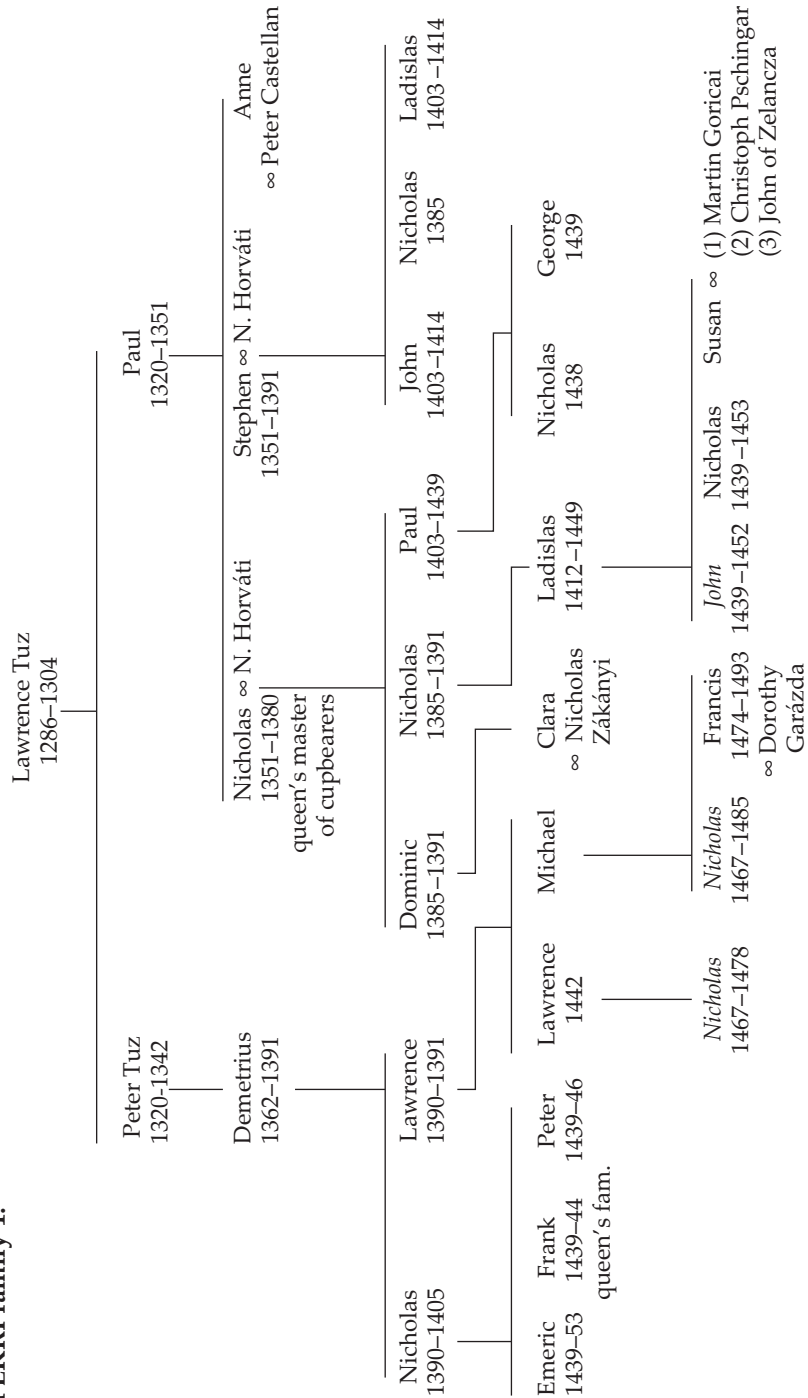 PEKRI family 1.
Lawrence Tuz
1286–1304
Peter Tuz
1320-1342
Paul
1320–1351
Demetrius
1362–1391
Nicholas ∞ N. Horváti
1351–1380
queen's master
of cupbearers
Stephen ∞ N. Horváti
1351–1391
Anne
∞ Peter Castellan
Nicholas
1390–1405
Lawrence
1390–1391
Dominic
1385–1391
Nicholas
1385–1391
Paul
1403–1439
John
1403–1414
Nicholas
1385
Ladislas
1403–1414
Emeric
1439–53
Frank
1439–44
queen's fam.
Peter
1439–46
Lawrence
1442
Michael
Clara
∞ Nicholas
Zákányi
Ladislas
1412–1449
Nicholas
1438
George
1439
Nicholas
1467–1478
Nicholas
1467–1485
Francis
1474–1493
∞ Dorothy
Garázda
John
1439–1452
Nicholas
1439–1453
Susan ∞ (1) Martin Goricai
(2) Christoph Pschingar
(3) John of Zelancza